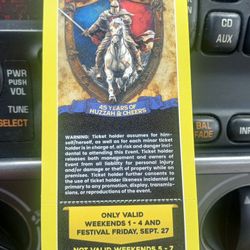 CD
AUX
PWR
PUSH
VOL
TUNE
SELECT
BAL
FADE
INFO
45 YEARS OF
HUZZAH & CHEERS
WARNING: Ticket holder assumes for him-
self/herself, as well as for each minor ticket
holder is in charge of, all risk and danger inci-
dental to attending this Event. Ticket holder
releases both management and owners of
Event from all liability for personal injury
and/or damage or theft of property while on
premises. Ticket holder further consents to
the use of ticket holder likeness incidental or
primary to any promotion, display, transmis-
sions, or reproductions of the event.
ONLY VALID
WEEKENDS 1 - 4 AND
FESTIVAL FRIDAY, SEPT. 27
NOT VALID WEEKENDS 5 - 7